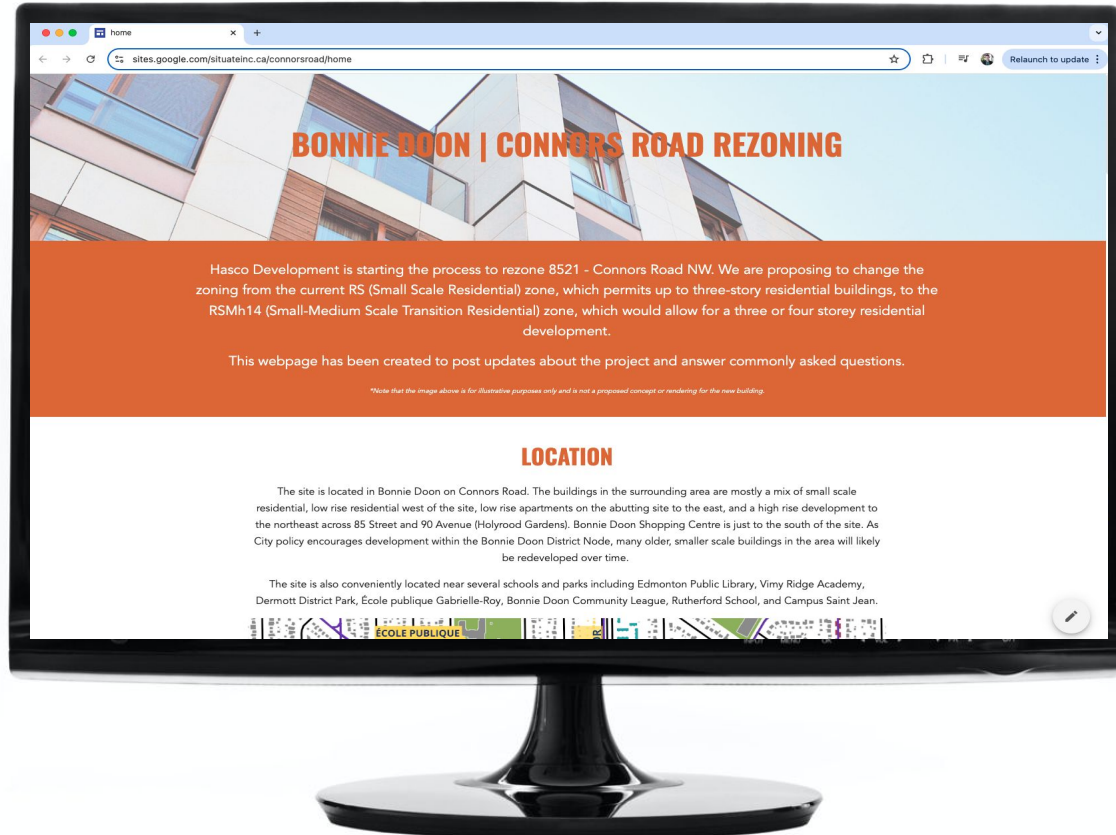 home
sites.google.com/situateinc.ca/connorsroad/home
Relaunch to update
BONNIE DOON | CONNORS ROAD REZONING
Hasco Development is starting the process to rezone 8521 - Connors Road NW. We are proposing to change the
zoning from the current RS (Small Scale Residential) zone, which permits up to three-story residential buildings, to the
RSMh14 (Small-Medium Scale Transition Residential) zone, which would allow for a three or four storey residential
development.
This webpage has been created to post updates about the project and answer commonly asked questions.
*Note that the image above is for illustrative purposes only and is not a proposed concept or rendering for the new building.
LOCATION
The site is located in Bonnie Doon on Connors Road. The buildings in the surrounding area are mostly a mix of small scale
residential, low rise residential west of the site, low rise apartments on the abutting site to the east, and a high rise development to
the northeast across 85 Street and 90 Avenue (Holyrood Gardens). Bonnie Doon Shopping Centre is just to the south of the site. As
City policy encourages development within the Bonnie Doon District Node, many older, smaller scale buildings in the area will likely
be redeveloped over time.
The site is also conveniently located near several schools and parks including Edmonton Public Library, Vimy Ridge Academy,
Dermott District Park, École publique Gabrielle-Roy, Bonnie Doon Community League, Rutherford School, and Campus Saint Jean.
ÉCOLE PUBLIQUE